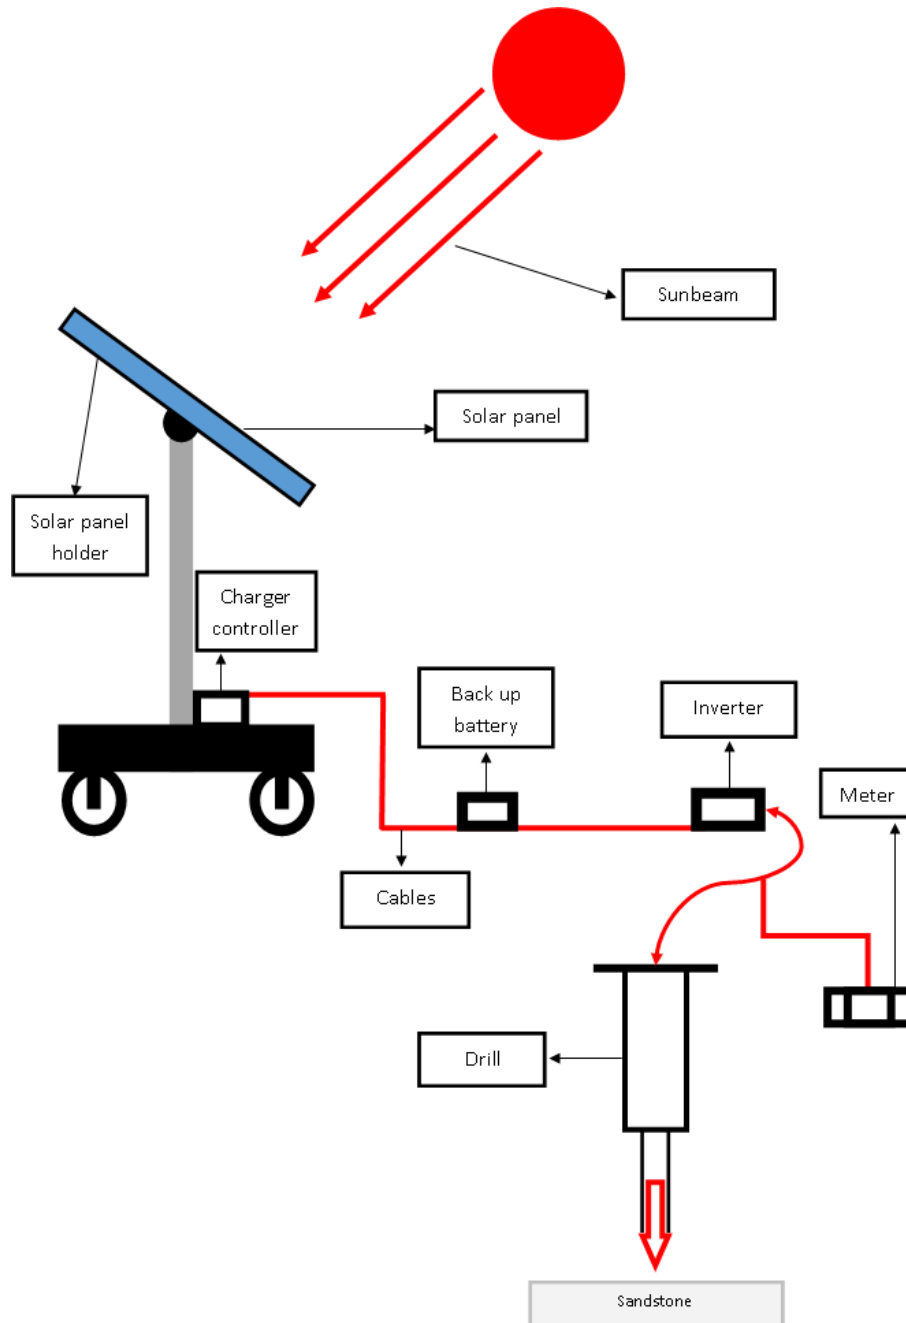 Sunbeam
Solar panel
Solar panel
holder
Charger
controller
Back up
battery
Inverter
Meter
Cables
Drill
Sandstone